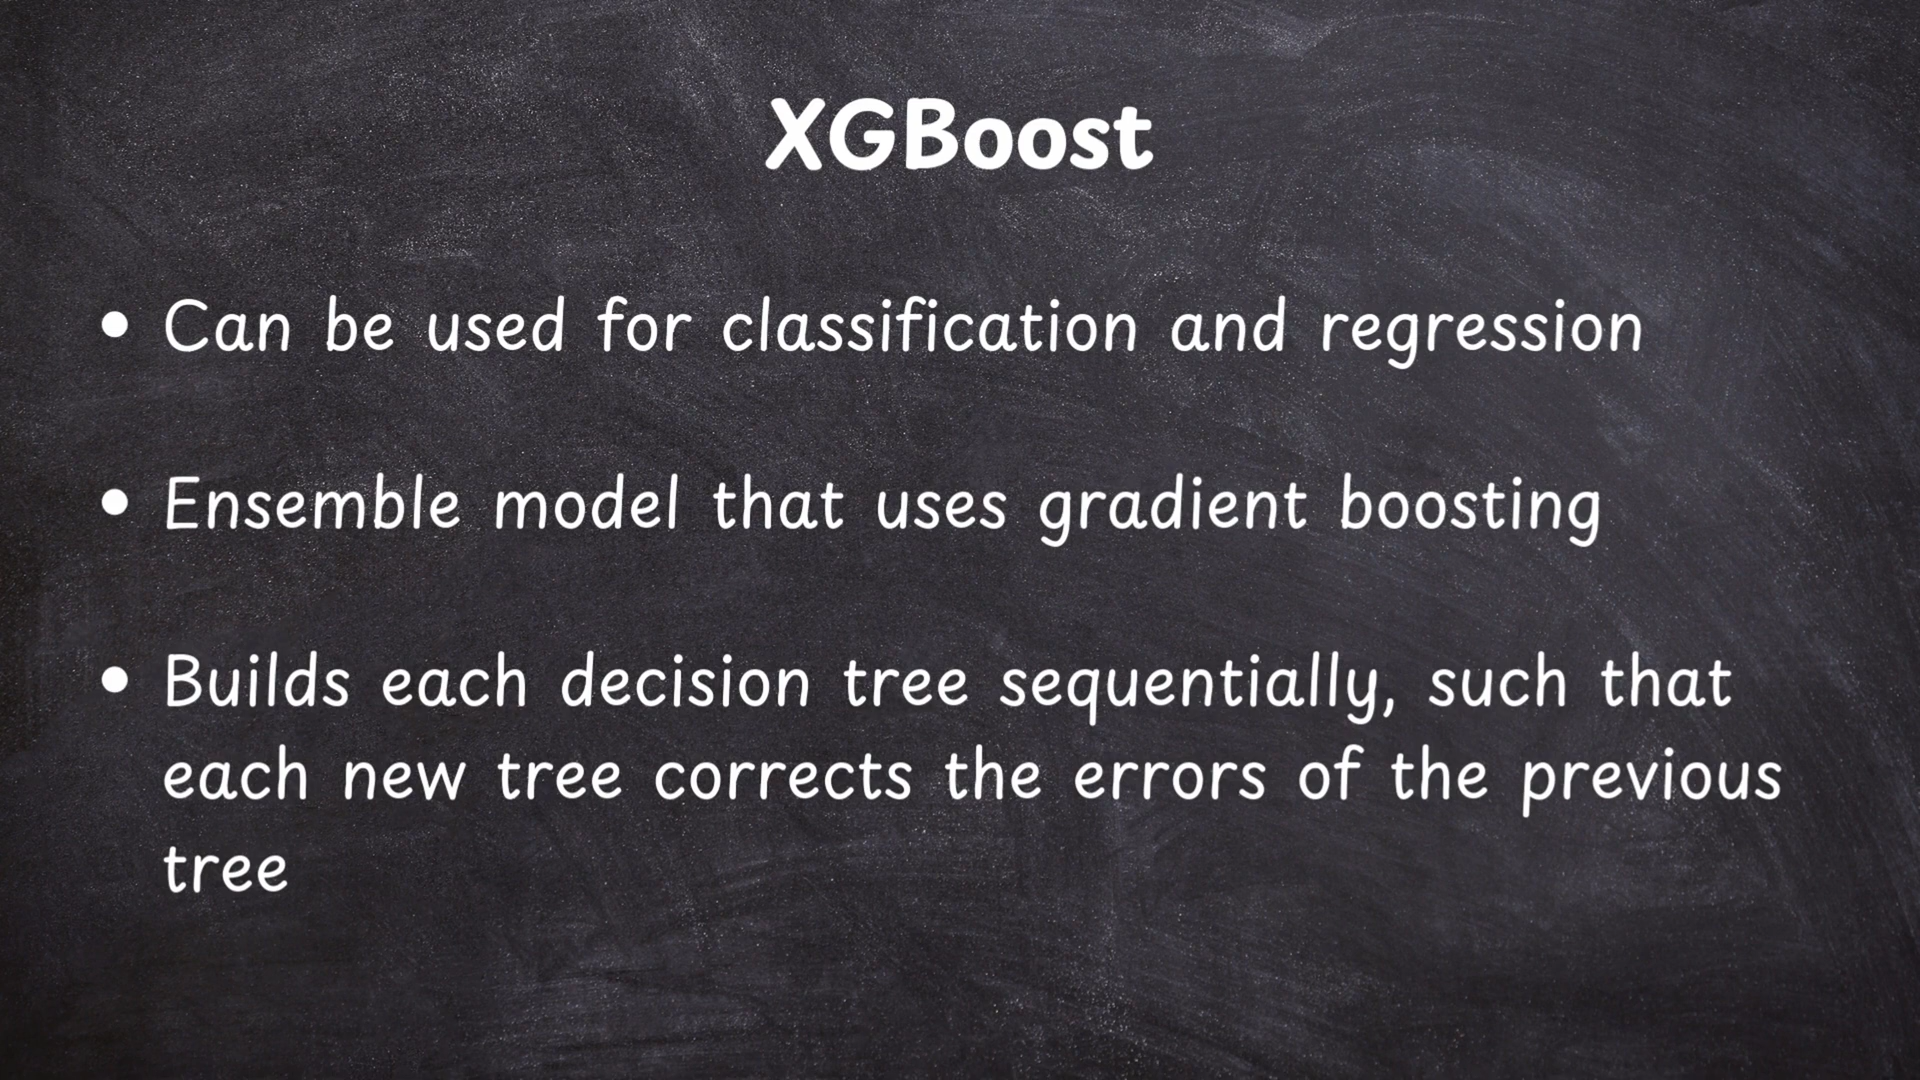 XGBoost
• Can be used for classification and regression
• Ensemble model that uses gradient boosting
• Builds each decision tree sequentially, such that
each new tree corrects the errors of the previous
tree